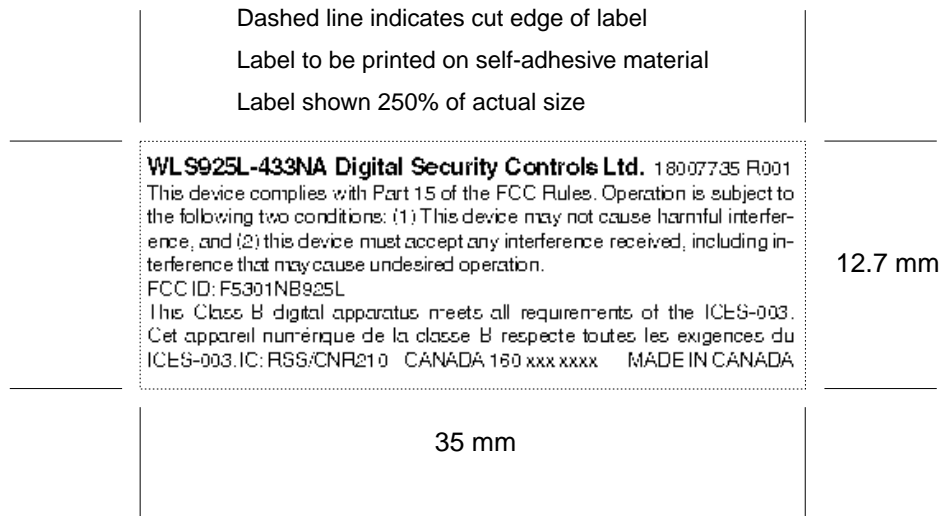 Dashed line indicates cut edge of label
Label to be printed on self-adhesive material
Label shown 250% of actual size
WLS925L-433NA Digital Security Controls Ltd. 18007735 R001
This device complies with Part 15 of the FCC Rules. Operation is subject to
the following two conditions: (1) This device may not cause harmful interfer-
ence, and (2) this device must accept any interference received, including in-
terference that may cause undesired operation.
FCC ID: F5301NB925L
This Class B digital apparatus meets all requirements of the ICES-003.
Cet appareil numérique de la classe B respecte toutes les exigences du
ICES-003. IC: RSS/CNR210 CANADA 160 xxx xxxx MADE IN CANADA
12.7 mm
35 mm